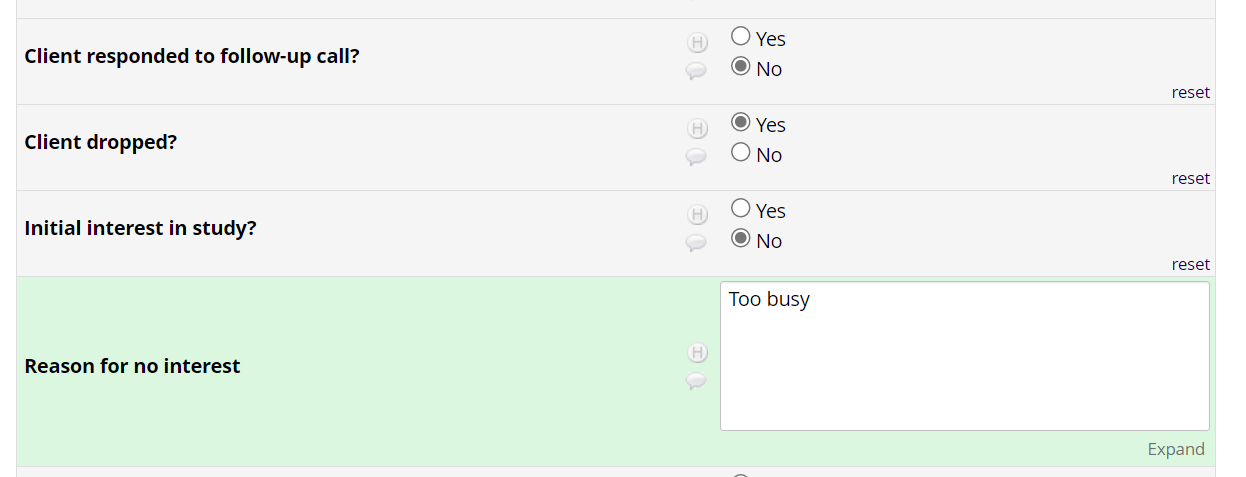 Client responded to follow-up call?
H
Yes
No
reset
Client dropped?
H
Yes
No
reset
Initial interest in study?
H
Yes
No
reset
Reason for no interest
H
Too busy
Expand